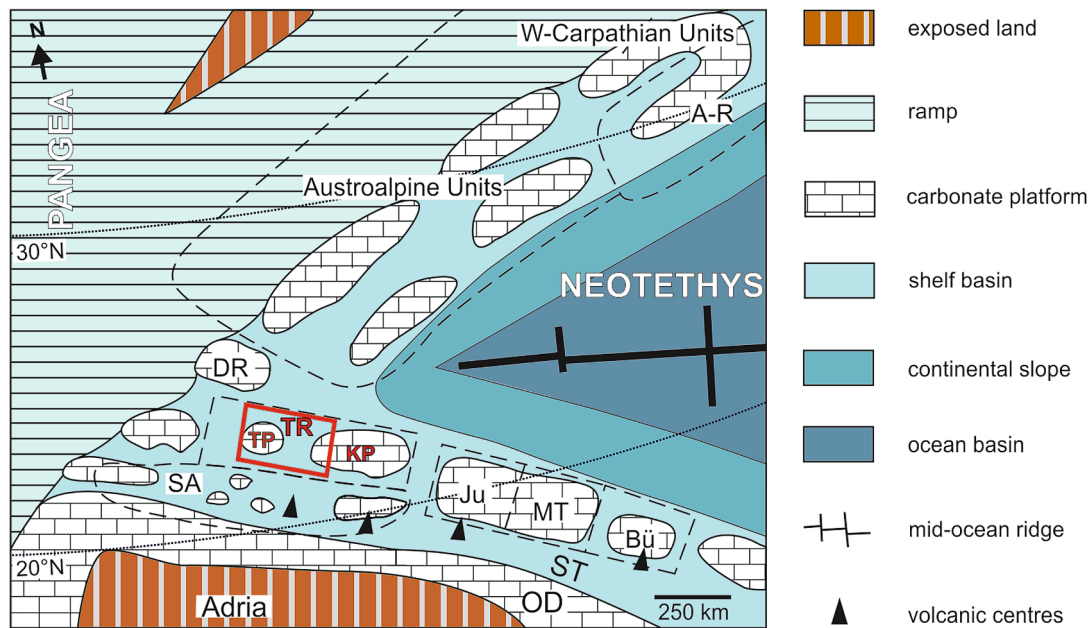 N
PANGEA
W-Carpathian Units
A-R
Austroalpine Units
30°N
NEOTETHYS
DR
TR
TP
KP
SA
Ju
MT
Bü
ST
20°N
Adria
OD
250 km
exposed land
ramp
carbonate platform
shelf basin
continental slope
ocean basin
mid-ocean ridge
volcanic centres